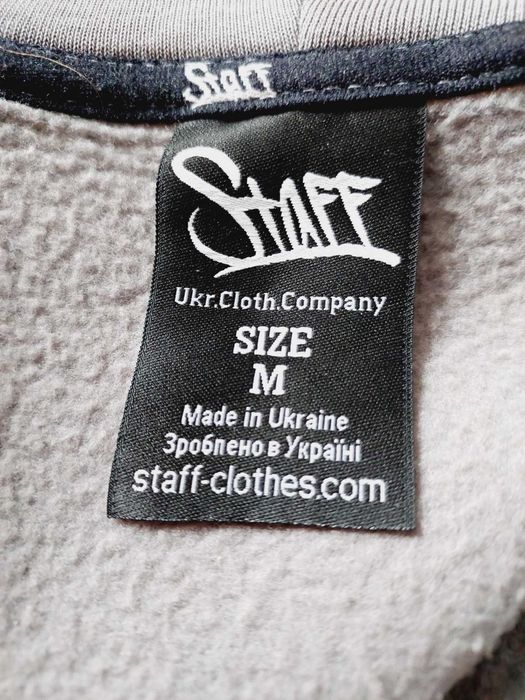 Staff
STAFF
Ukr.Cloth.Company
SIZE
M
Made in Ukraine
Зроблено в Україні
staff-clothes.com